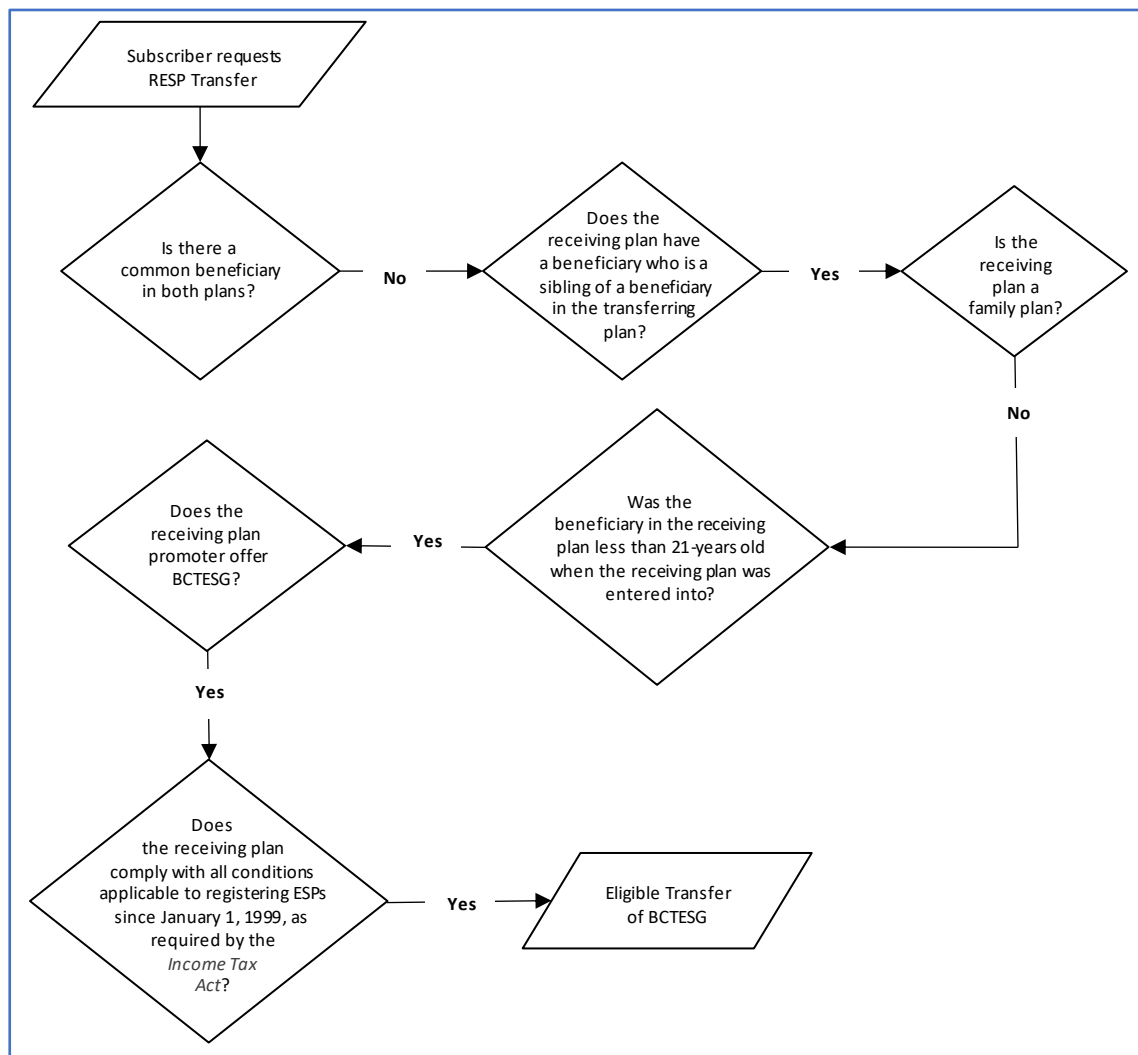 Subscriber requests
RESP Transfer
Is there a
common beneficiary
in both plans?
No
Does the
receiving plan have
a beneficiary who is a
sibling of a beneficiary
in the transferring
plan?
Yes
Is the
receiving
plan a
family plan?
No
Was the
beneficiary in the receiving
plan less than 21-years old
when the receiving plan was
entered into?
Yes
Does the
receiving plan
promoter offer
BCTESG?
Yes
Does
the receiving plan
comply with all conditions
applicable to registering ESPs
since January 1, 1999, as
required by the
Income Tax
Act?
Yes
Eligible Transfer
of BCTESG